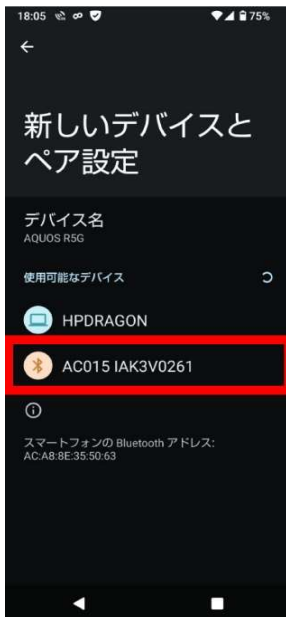 18:05 75%
新しいデバイスと
ペア設定
デバイス名
AQUOS R5G
使用可能なデバイス
HPDRAGON
AC015 IAK3V0261
スマートフォンの Bluetooth アドレス:
AC:A8:8E:35:50:63